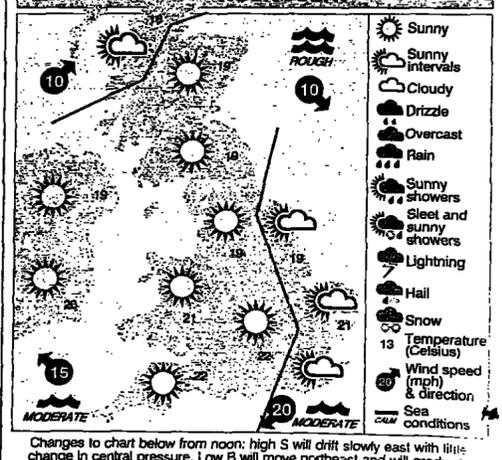 18
Sunny
19
Sunny
intervals
ROUGH
10
10
Cloudy
Drizzle
Overcast
19
Rain
19
Sunny
showers
Sleet and
sunny
showers
19
19
Lightning
Hail
21
21
Snow
22
13 Temperature
(Celsius)
15
22
20 Wind speed
(mph)
& direction
MODERATE
20
MODERATE
CALM Sea
conditions
Changes to chart below from noon: high S will drift slowly east with little
change in central pressure. Low B will move northeast and will